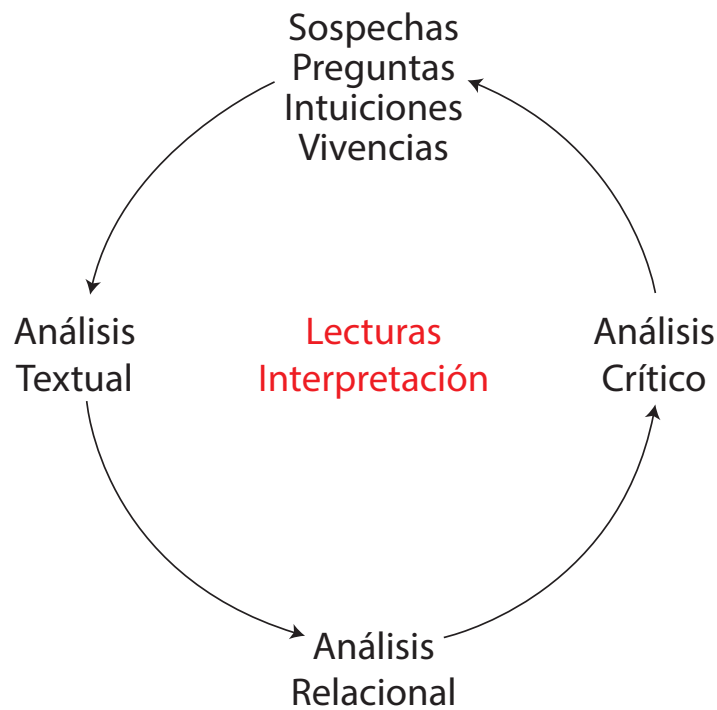 Sospechas
Preguntas
Intuiciones
Vivencias
Análisis
Textual
Lecturas
Interpretación
Análisis
Crítico
Análisis
Relacional